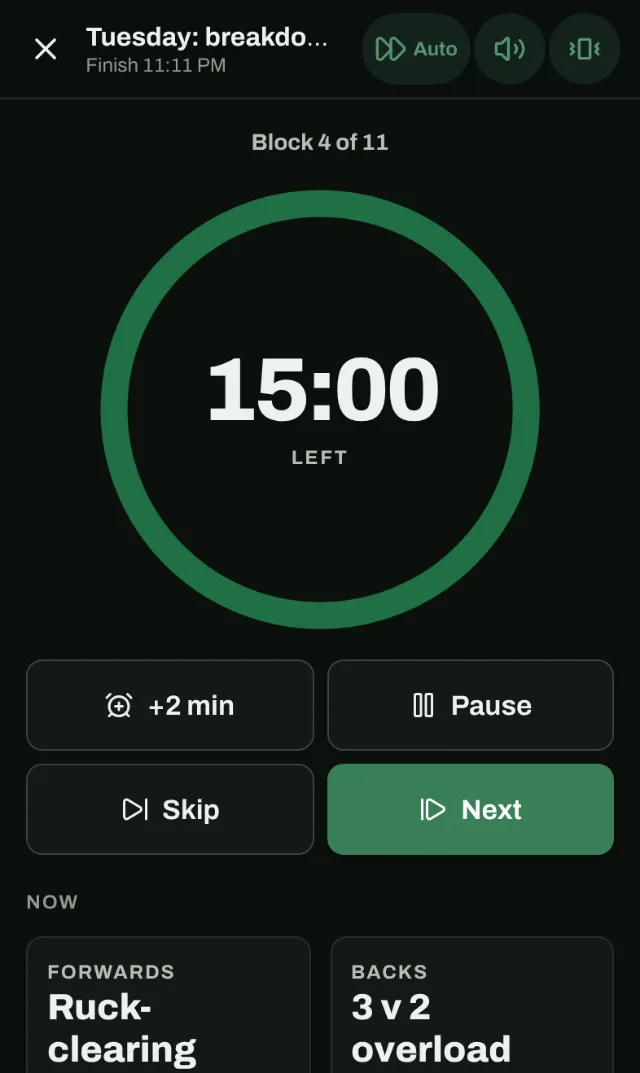 Tuesday: breakdo...
Finish 11:11 PM
Auto
Block 4 of 11
15:00
LEFT
+2 min
Pause
Skip
Next
NOW
FORWARDS
Ruck-
clearing
BACKS
3 v 2
overload